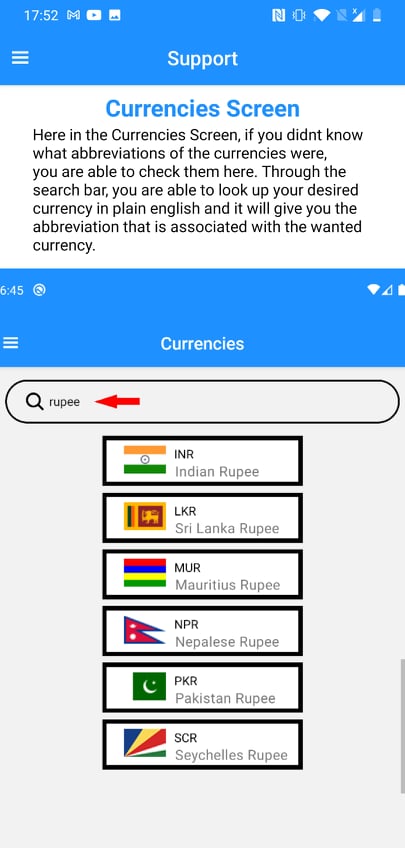 17:52
Support
Currencies Screen
Here in the Currencies Screen, if you didnt know
what abbreviations of the currencies were,
you are able to check them here. Through the
search bar, you are able to look up your desired
currency in plain english and it will give you the
abbreviation that is associated with the wanted
currency.
6:45
Currencies
rupee
INR
Indian Rupee
LKR
Sri Lanka Rupee
MUR
Mauritius Rupee
NPR
Nepalese Rupee
PKR
Pakistan Rupee
SCR
Seychelles Rupee